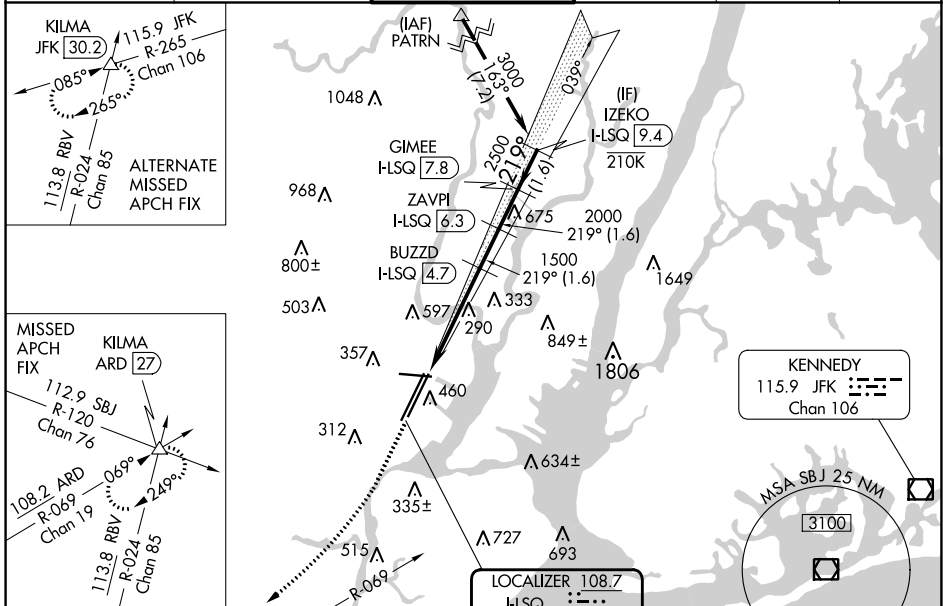 KILMA
JFK 30.2
115.9 JFK
R-265
Chan 106
085°
265°
113.8 RBV
R-024
Chan 85
ALTERNATE
MISSED
APCH FIX
(IAF)
PATRN
3000
163°
(7.2)
039°
(IF)
IZEKO
I-LSQ 9.4
210K
1048
GIMEE
I-LSQ 7.8
2500
219°
(1.6)
968
ZAVPI
I-LSQ 6.3
675
2000
219° (1.6)
BUZZD
I-LSQ 4.7
1500
219° (1.6)
800±
1649
503
597
333
290
849±
1806
357
460
312
634±
335±
727
693
515
R-069
MISSED
APCH
FIX
KILMA
ARD 27
112.9 SBJ
R-120
Chan 76
069°
249°
108.2 ARD
R-069
Chan 19
113.8 RBV
R-024
Chan 85
KENNEDY
115.9 JFK
Chan 106
MSA SBJ 25 NM
3100
LOCALIZER 108.7
I-LSQ